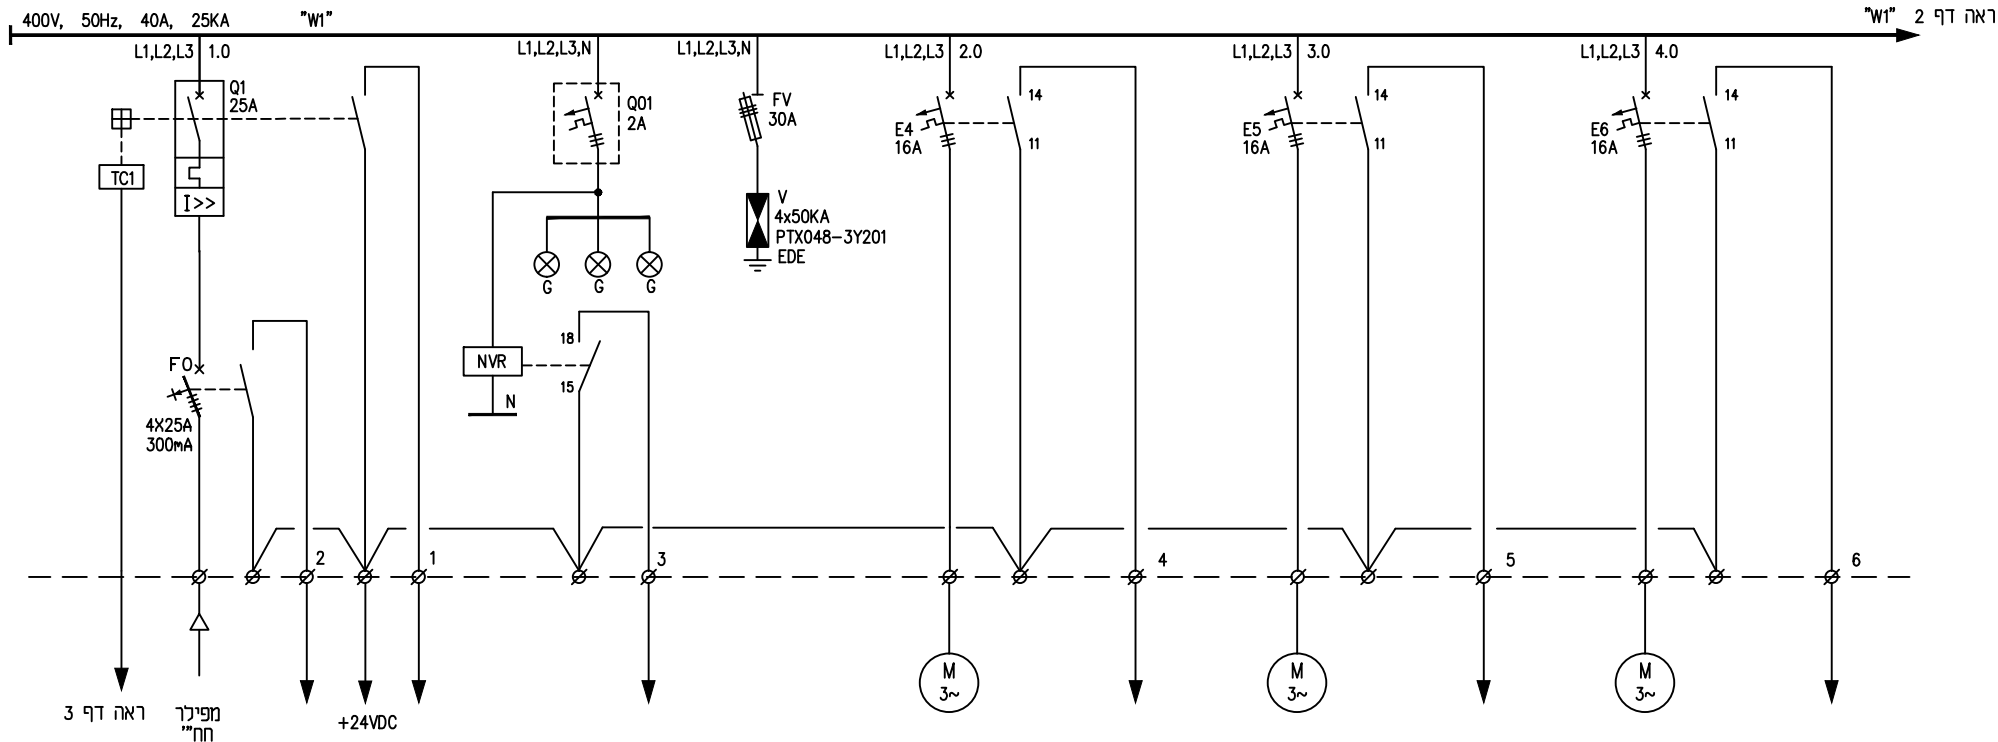 400V, 50Hz, 40A, 25KA "W1"
"W1" ראה דף 2
L1,L2,L3 1.0
L1,L2,L3,N
L1,L2,L3,N
L1,L2,L3 2.0
L1,L2,L3 3.0
L1,L2,L3 4.0
Q1
25A
TC1
I>>
Q01
2A
G G G
FV
30A
V
4x50KA
PTX048-3Y201
EDE
E4
16A
14
11
E5
16A
14
11
E6
16A
14
11
F0
4X25A
300mA
NVR
N
18
15
2
1
3
4
5
6
M
3~
M
3~
M
3~
ראה דף 3
מפילר
חח"י
+24VDC